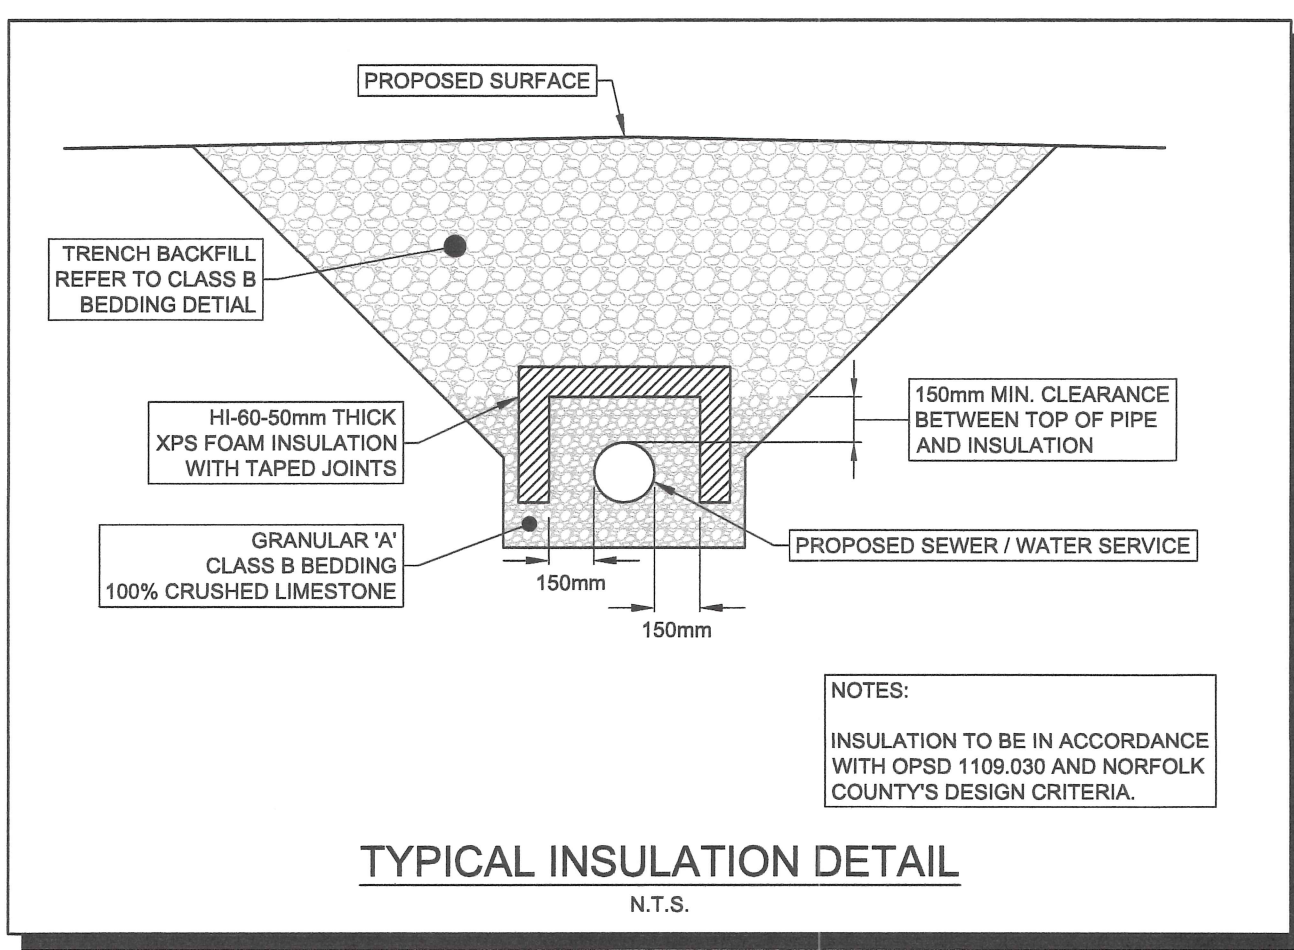 PROPOSED SURFACE
TRENCH BACKFILL
REFER TO CLASS B
BEDDING DETIAL
HI-60-50mm THICK
XPS FOAM INSULATION
WITH TAPED JOINTS
150mm MIN. CLEARANCE
BETWEEN TOP OF PIPE
AND INSULATION
GRANULAR 'A'
CLASS B BEDDING
100% CRUSHED LIMESTONE
PROPOSED SEWER / WATER SERVICE
150mm
150mm
NOTES:
INSULATION TO BE IN ACCORDANCE
WITH OPSD 1109.030 AND NORFOLK
COUNTY'S DESIGN CRITERIA.
TYPICAL INSULATION DETAIL
N.T.S.